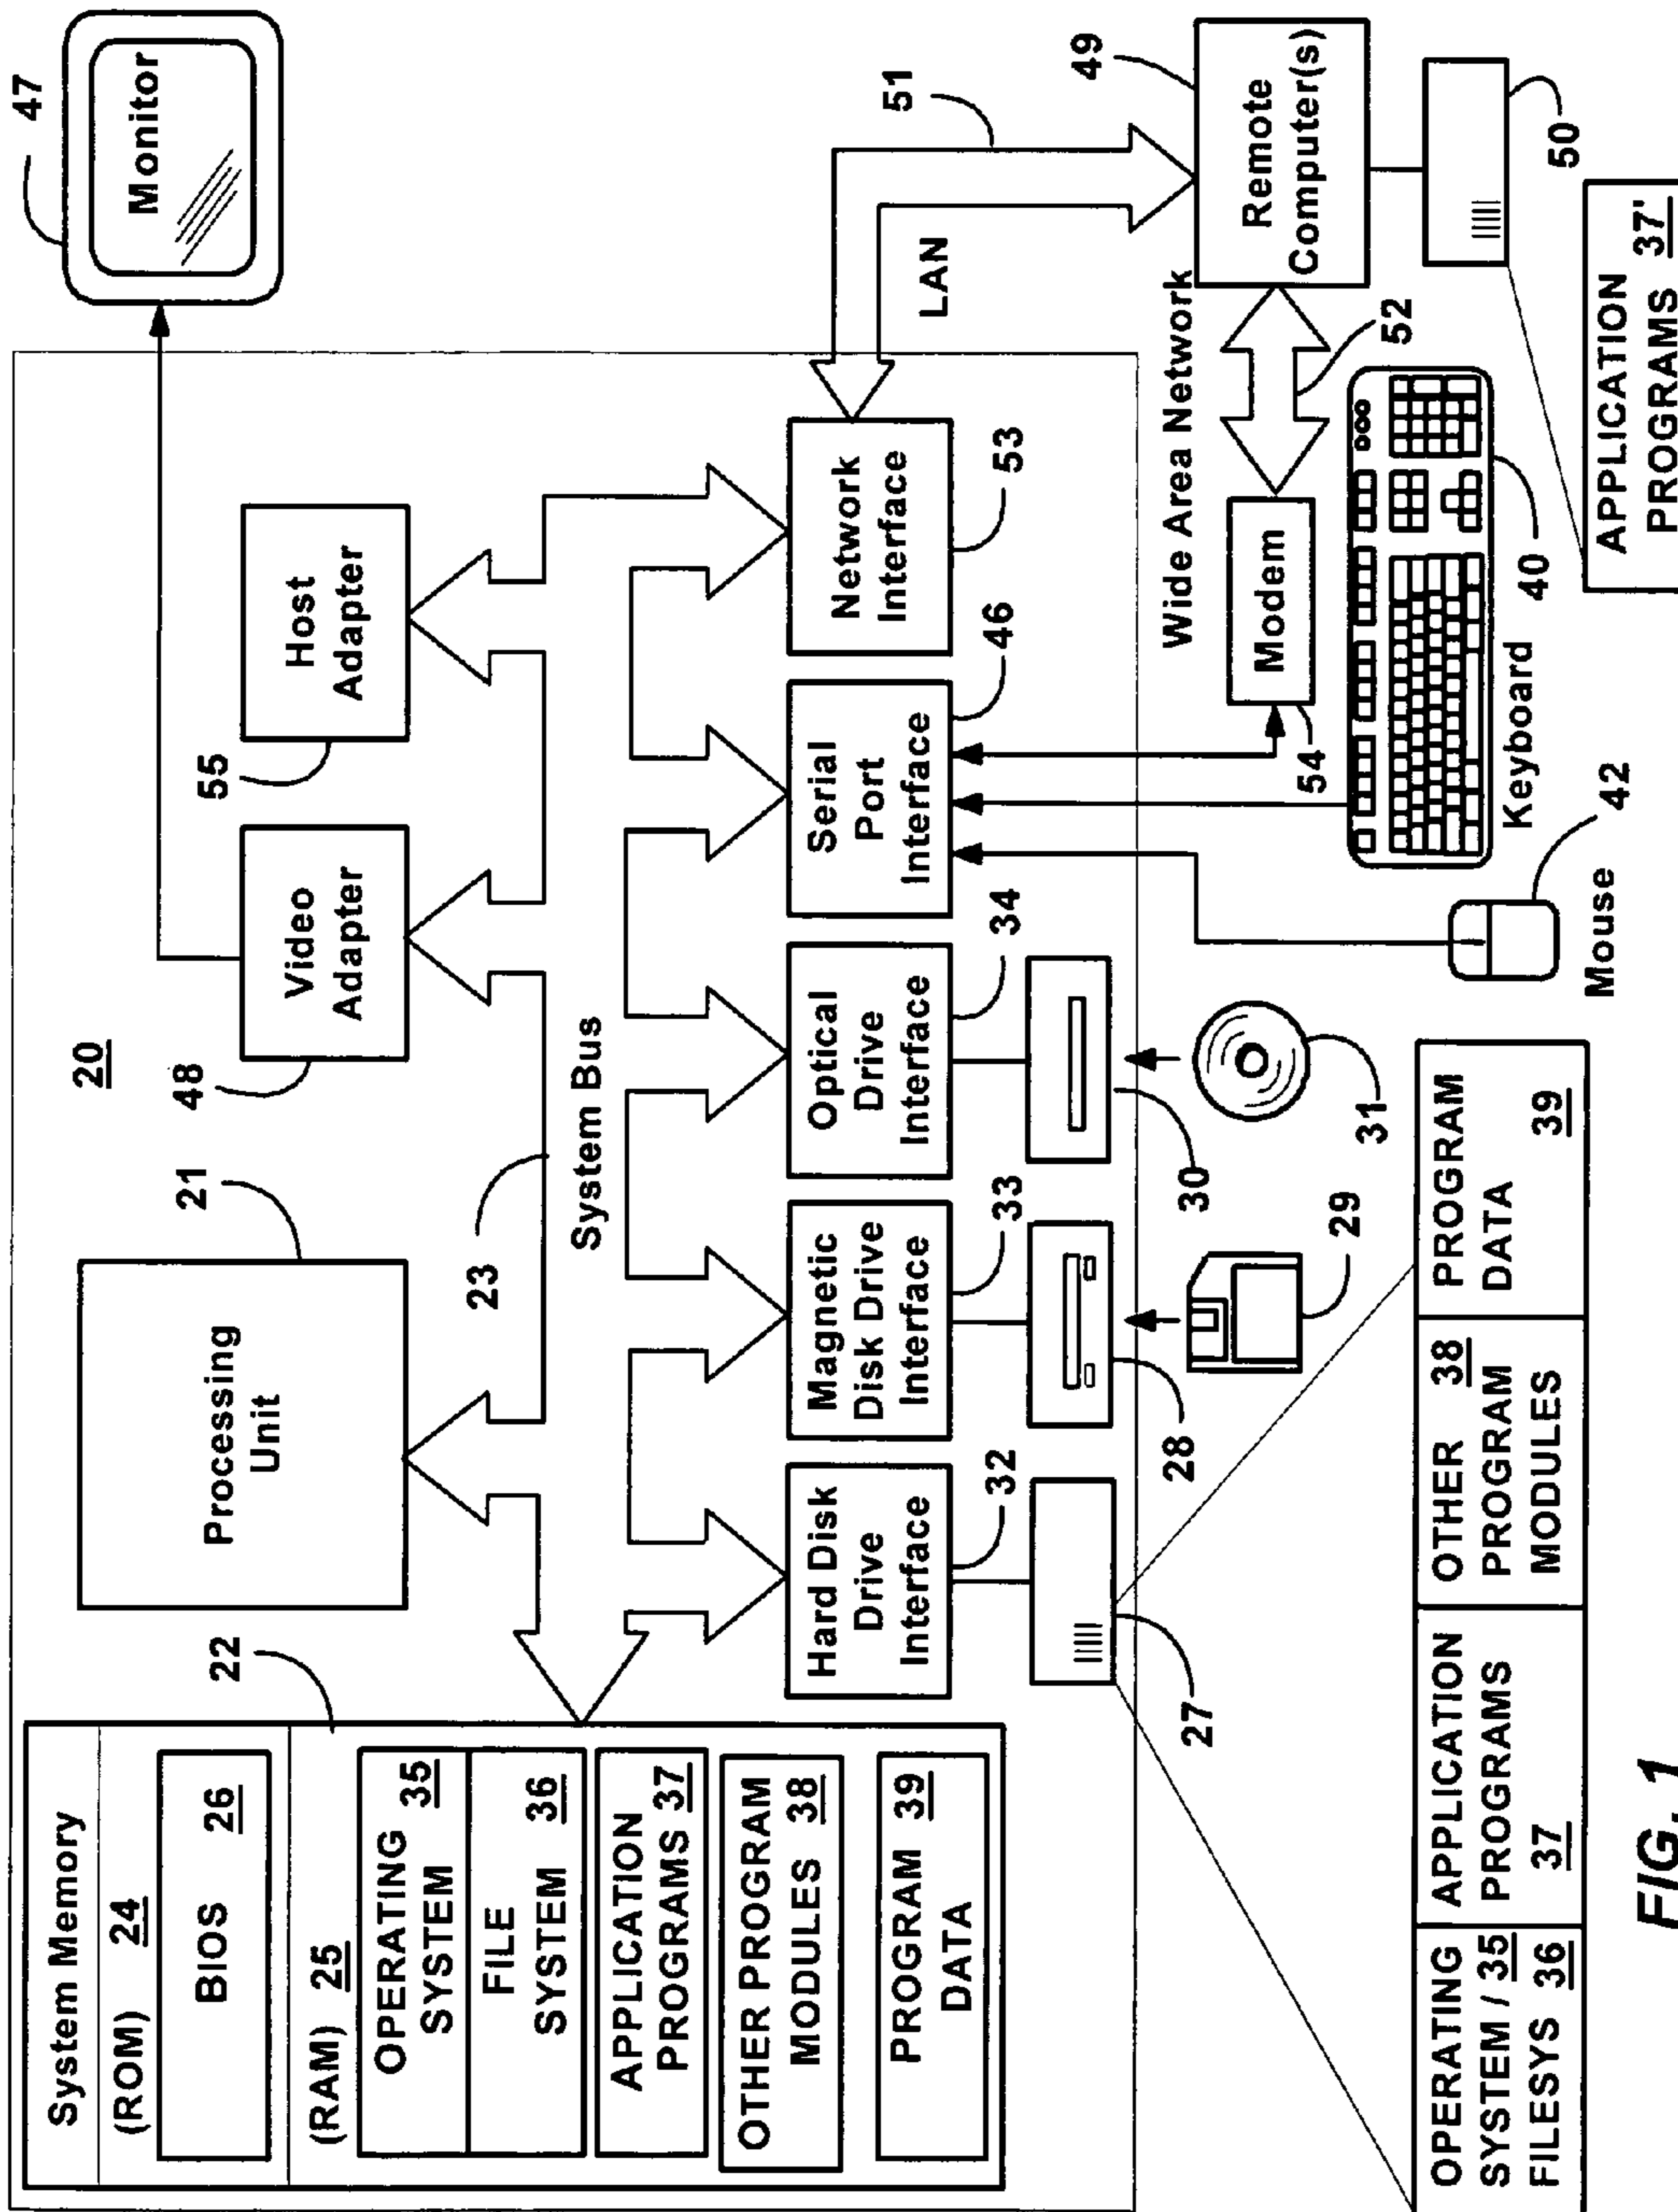 20
System Memory
(ROM) 24
BIOS 26
(RAM) 25
OPERATING
SYSTEM 35
FILE
SYSTEM 36
APPLICATION
PROGRAMS 37
OTHER PROGRAM
MODULES 38
PROGRAM 39
DATA
22
Processing
Unit
21
Video
Adapter
48
Host
Adapter
55
47
Monitor
23
System Bus
Hard Disk
Drive
Interface
32
Magnetic
Disk Drive
Interface
33
Optical
Drive
Interface
34
Serial
Port
Interface
46
Network
Interface
53
LAN
51
27
28
29
30
31
Wide Area Network
52
Modem
54
Remote
Computer(s)
49
50
Keyboard
40
Mouse
42
OPERATING
SYSTEM / 35
FILESYS 36
APPLICATION
PROGRAMS
37
OTHER 38
PROGRAM
MODULES
PROGRAM
DATA
39
APPLICATION
PROGRAMS 37'
FIG. 1